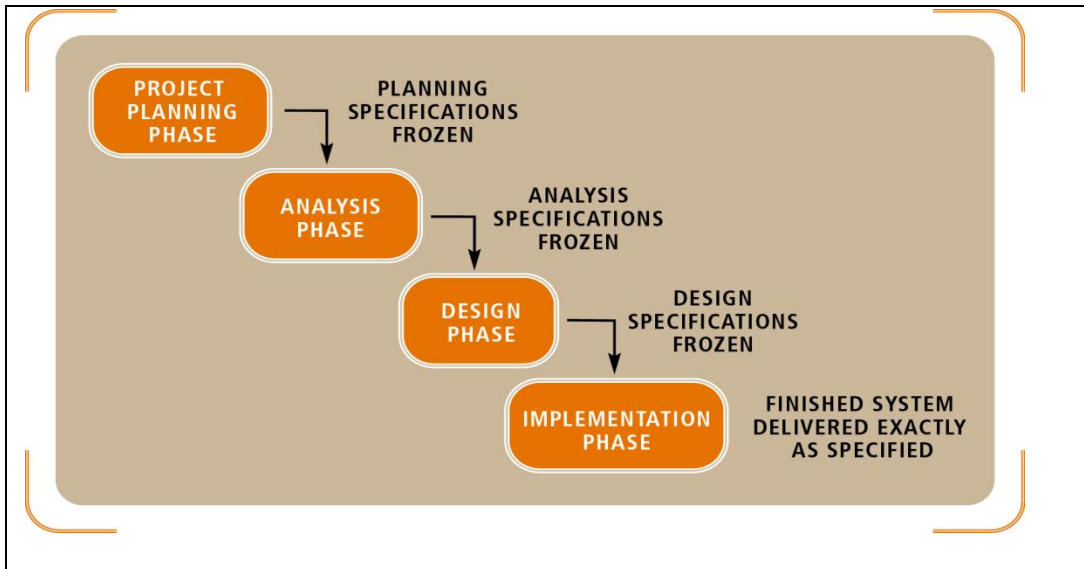 PROJECT
PLANNING
PHASE
PLANNING
SPECIFICATIONS
FROZEN
ANALYSIS
PHASE
ANALYSIS
SPECIFICATIONS
FROZEN
DESIGN
PHASE
DESIGN
SPECIFICATIONS
FROZEN
IMPLEMENTATION
PHASE
FINISHED SYSTEM
DELIVERED EXACTLY
AS SPECIFIED